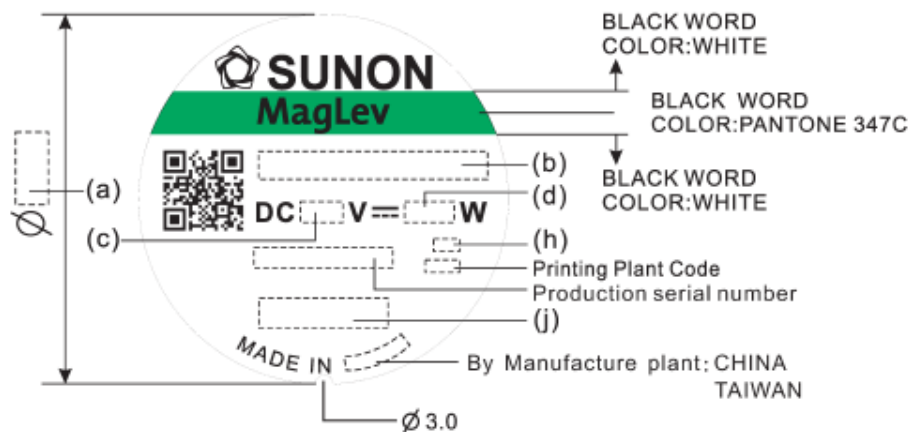 BLACK WORD
COLOR:WHITE
SUNON
MagLev
BLACK WORD
COLOR:PANTONE 347C
(b)
BLACK WORD
COLOR:WHITE
(a)
Ø
(d)
DC V⎓ W
(c)
(h)
Printing Plant Code
Production serial number
(j)
MADE IN
By Manufacture plant: CHINA
TAIWAN
Ø3.0